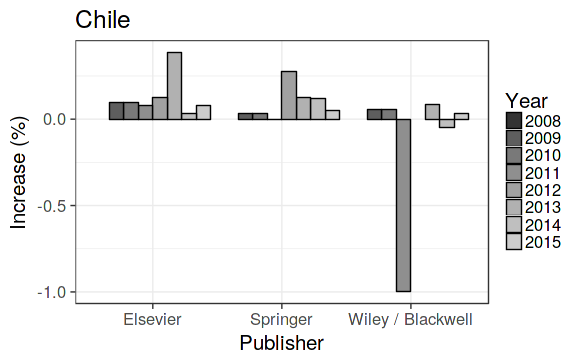 Chile
Increase (%)
0.0
-0.5
-1.0
Elsevier
Springer
Wiley / Blackwell
Publisher
Year
2008
2009
2010
2011
2012
2013
2014
2015